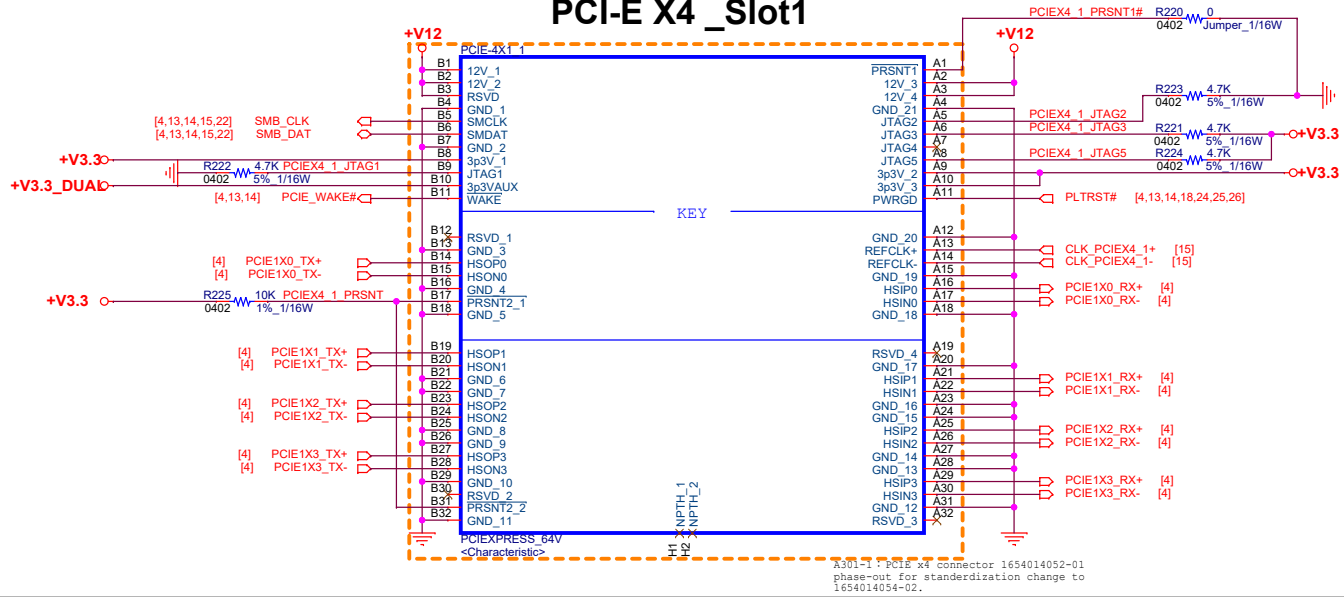 PCI-E X4 _Slot1
PCIEX4_1_PRSNT1# R220 0
0402 Jumper_1/16W
+V12 +V12
PCIE-4X1_1
B1 12V_1 PRSNT1 A1
B2 12V_2 12V_3 A2
B3 RSVD 12V_4 A3
B4 GND_1 GND_21 A4
R223 4.7K
0402 5%_1/16W
[4,13,14,15,22] SMB_CLK B5 SMCLK JTAG2 A5 PCIEX4_1_JTAG2
[4,13,14,15,22] SMB_DAT B6 SMDAT JTAG3 A6 PCIEX4_1_JTAG3 R221 4.7K +V3.3
0402 5%_1/16W
B7 GND_2 JTAG4 A7
+V3.3 B8 3p3V_1 JTAG5 A8 PCIEX4_1_JTAG5 R224 4.7K
0402 5%_1/16W
R222 4.7K PCIEX4_1_JTAG1 B9 JTAG1 3p3V_2 A9 +V3.3
0402 5%_1/16W
+V3.3_DUAL B10 3p3VAUX 3p3V_3 A10
[4,13,14] PCIE_WAKE# B11 WAKE PWRGD A11 PLTRST# [4,13,14,18,24,25,26]
KEY
B12 RSVD_1 GND_20 A12
B13 GND_3 REFCLK+ A13 CLK_PCIEX4_1+ [15]
[4] PCIE1X0_TX+ B14 HSOP0 REFCLK- A14 CLK_PCIEX4_1- [15]
[4] PCIE1X0_TX- B15 HSON0 GND_19 A15
B16 GND_4 HSIP0 A16 PCIE1X0_RX+ [4]
+V3.3 R225 10K PCIEX4_1_PRSNT B17 PRSNT2_1 HSIN0 A17 PCIE1X0_RX- [4]
0402 1%_1/16W
B18 GND_5 GND_18 A18
[4] PCIE1X1_TX+ B19 HSOP1 RSVD_4 A19
[4] PCIE1X1_TX- B20 HSON1 GND_17 A20
B21 GND_6 HSIP1 A21 PCIE1X1_RX+ [4]
B22 GND_7 HSIN1 A22 PCIE1X1_RX- [4]
[4] PCIE1X2_TX+ B23 HSOP2 GND_16 A23
[4] PCIE1X2_TX- B24 HSON2 GND_15 A24
B25 GND_8 HSIP2 A25 PCIE1X2_RX+ [4]
B26 GND_9 HSIN2 A26 PCIE1X2_RX- [4]
[4] PCIE1X3_TX+ B27 HSOP3 GND_14 A27
[4] PCIE1X3_TX- B28 HSON3 GND_13 A28
B29 GND_10 HSIP3 A29 PCIE1X3_RX+ [4]
B30 RSVD_2 HSIN3 A30 PCIE1X3_RX- [4]
B31 PRSNT2_2 GND_12 A31
B32 GND_11 RSVD_3 A32
NPTH_1
NPTH_2
H1
H2
PCIEXPRESS_64V
<Characteristic>
A301-1 : PCIE x4 connector 1654014052-01
phase-out for standerdization change to
1654014054-02.